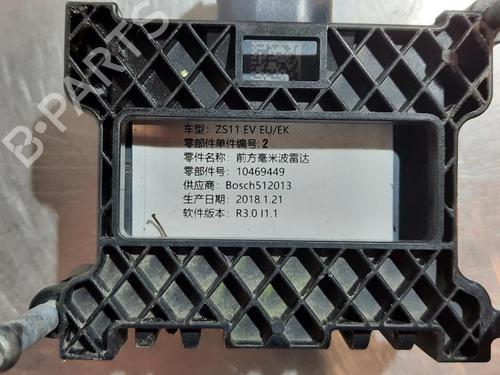 车型: ZS11 EV EU/EK
零部件单件编号: 2
零件名称: 前方毫米波雷达
零部件号: 10469449
供应商: Bosch512013
生产日期: 2018.1.21
软件版本: R3.0 I1.1
B-PARTS